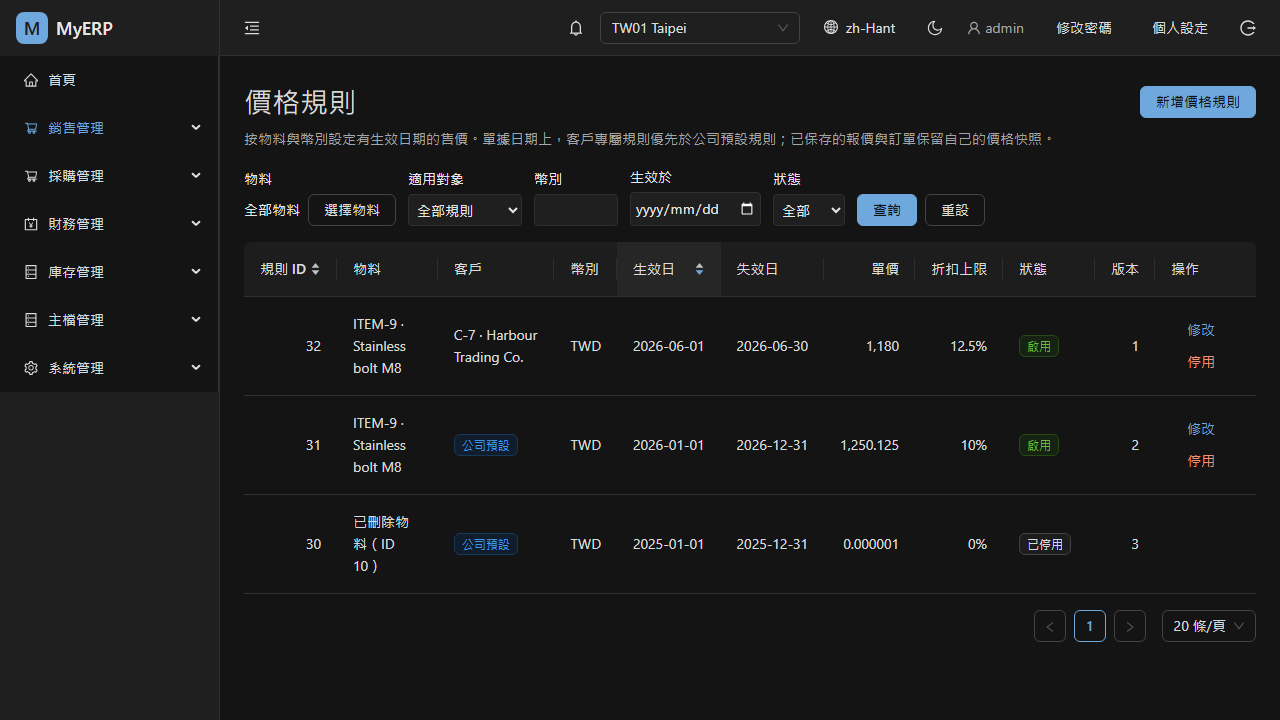 M MyERP
TW01 Taipei
zh-Hant
admin
修改密碼
個人設定
首頁
銷售管理
採購管理
財務管理
庫存管理
主檔管理
系統管理
價格規則
新增價格規則
按物料與幣別設定有生效日期的售價。單據日期上，客戶專屬規則優先於公司預設規則；已保存的報價與訂單保留自己的價格快照。
物料
適用對象
幣別
生效於
狀態
全部物料
選擇物料
全部規則
yyyy/mm/dd
全部
查詢
重設
規則 ID 物料 客戶 幣別 生效日 失效日 單價 折扣上限 狀態 版本 操作
32
ITEM-9 ·
Stainless
bolt M8
C-7 · Harbour
Trading Co.
TWD 2026-06-01 2026-06-30 1,180 12.5% 啟用 1
修改
停用
31
ITEM-9 ·
Stainless
bolt M8
公司預設 TWD 2026-01-01 2026-12-31 1,250.125 10% 啟用 2
修改
停用
30
已刪除物
料（ID
10）
公司預設 TWD 2025-01-01 2025-12-31 0.000001 0% 已停用 3
1
20 條/頁